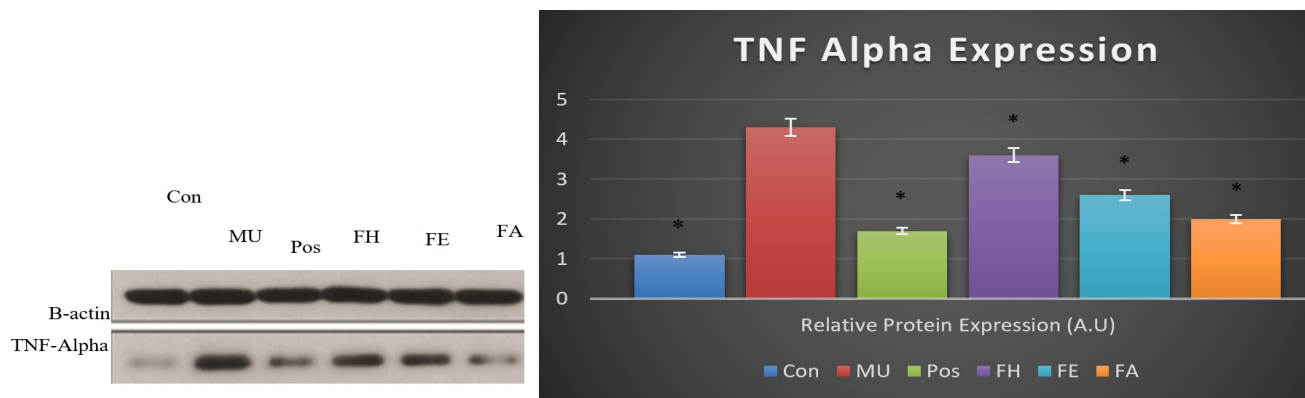 Con
MU
Pos
FH
FE
FA
B-actin
TNF-Alpha
TNF Alpha Expression
5
4
3
2
1
0
*
*
*
*
*
Relative Protein Expression (A.U)
Con MU Pos FH FE FA